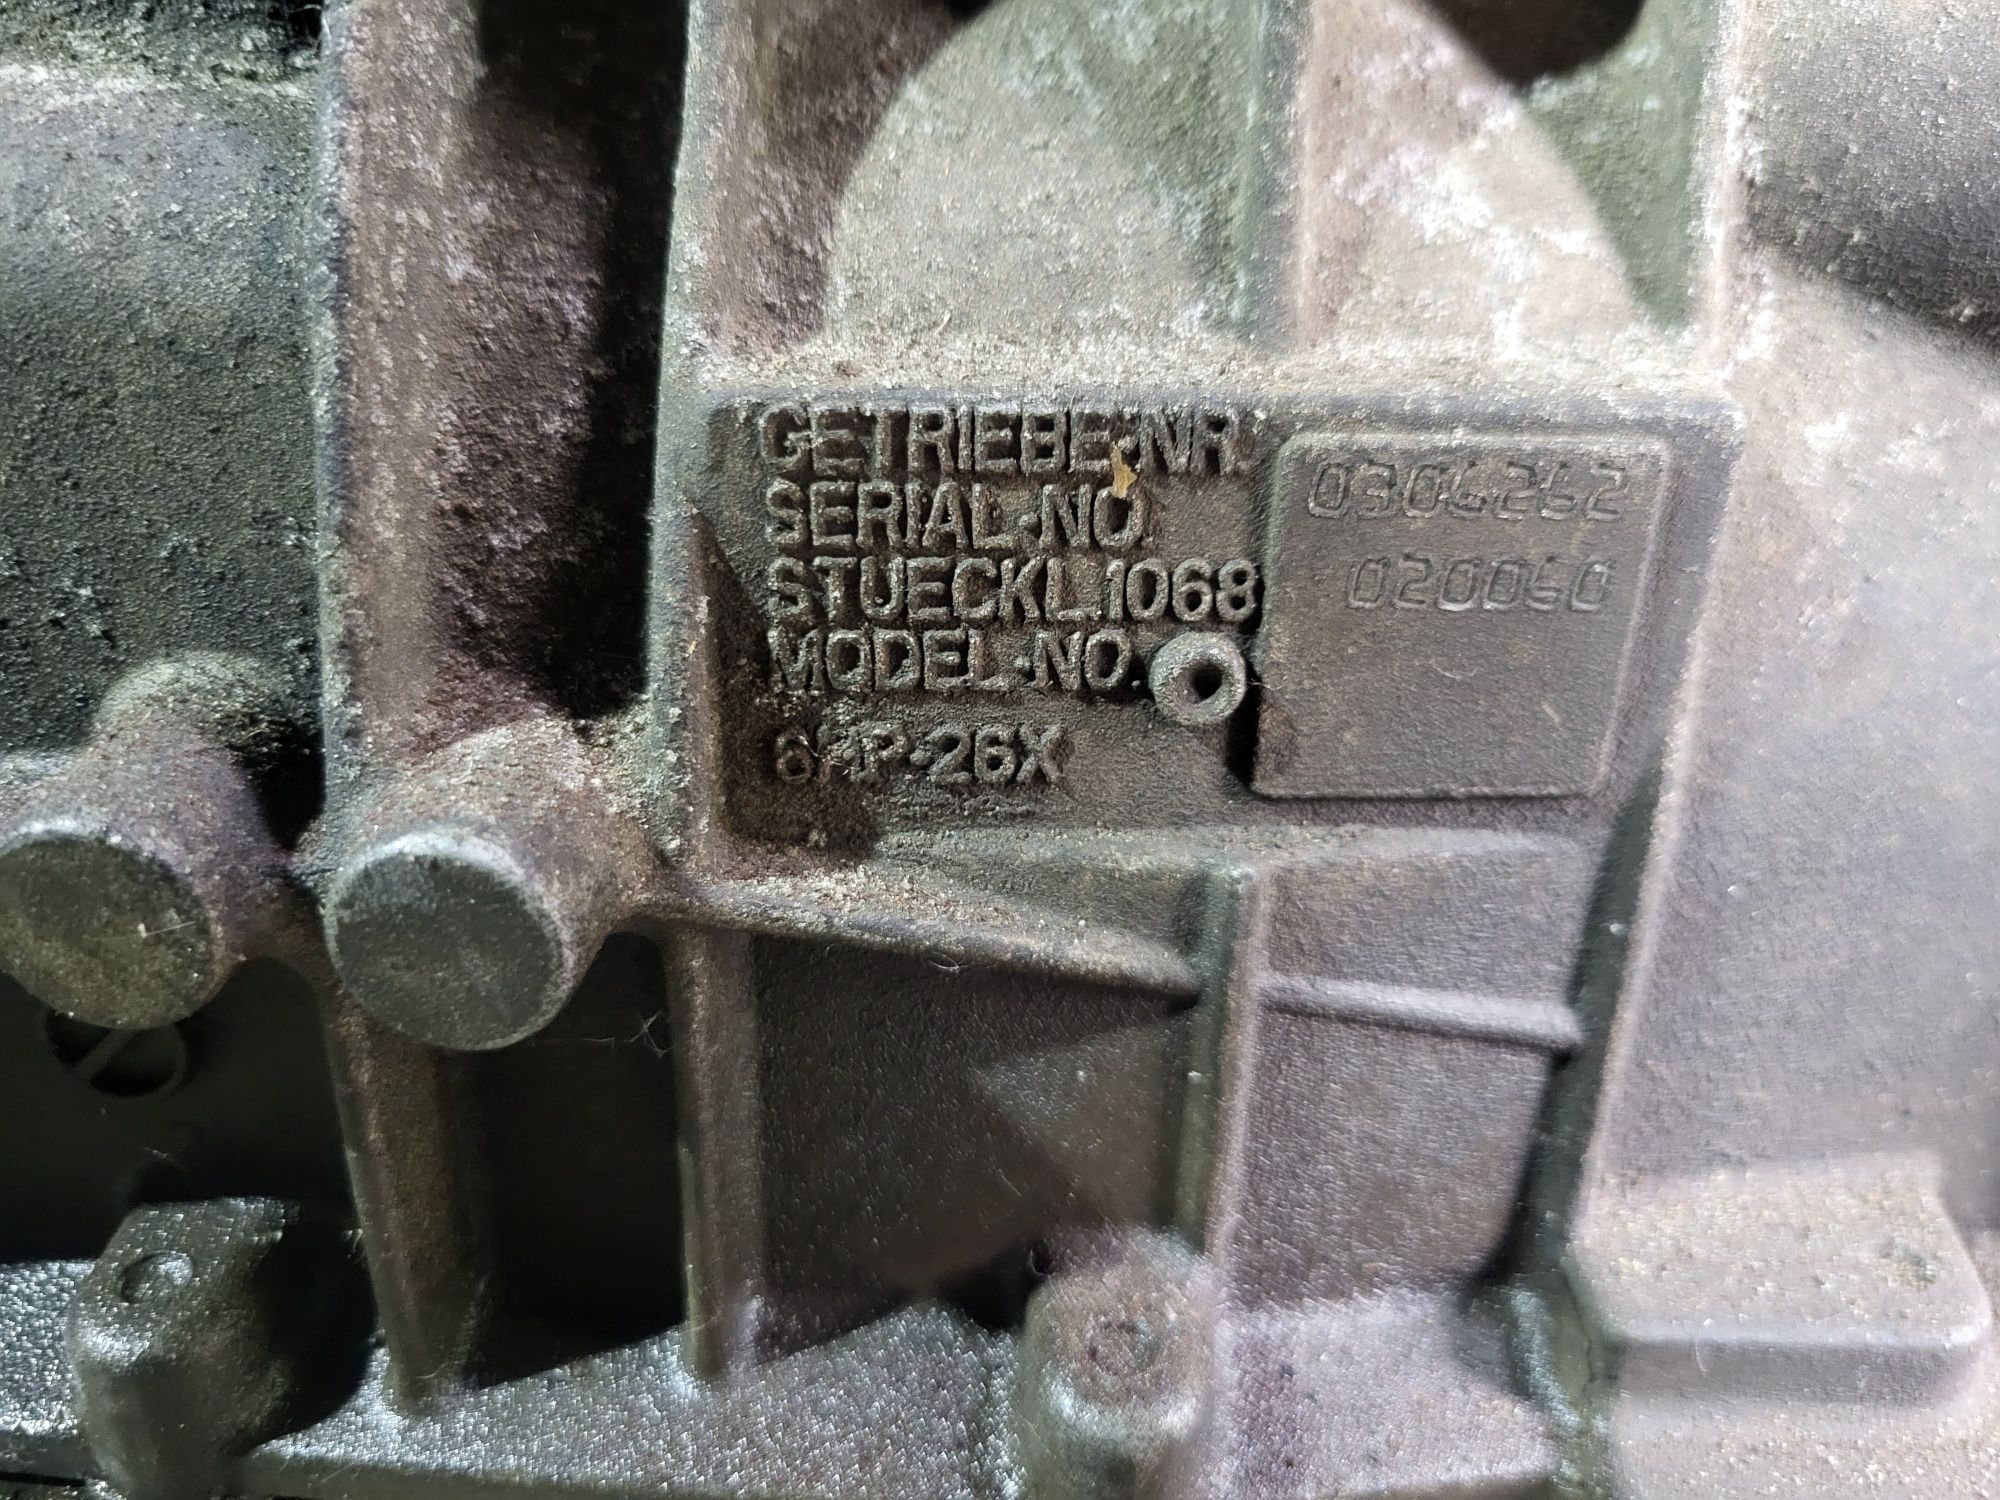 GETRIEBE-NR.
SERIAL-NO.
STUECKL.1068
MODEL-NO.
6HP-26X
0304262
020060